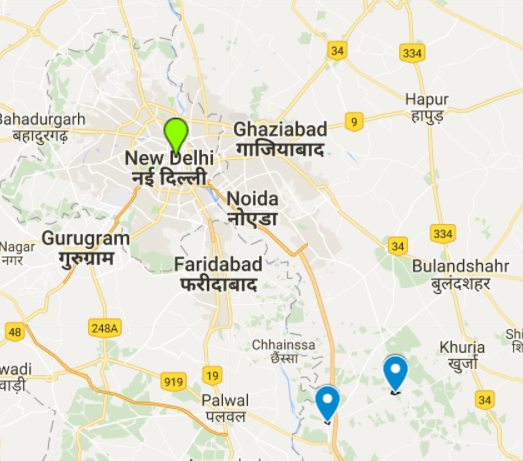 34
334
Hapur
हापुड़
Bahadurgarh
बहादुरगढ़
9
Ghaziabad
गाजियाबाद
New Delhi
नई दिल्ली
Noida
नोएडा
Gurugram
गुरुग्राम
Nagar
नगर
334
34
Faridabad
फरीदाबाद
Bulandshahr
बुलंदशहर
48
248A
Chhainssa
छैंस्सा
Khurja
खुर्जा
Shi
शि
wadi
वाड़ी
919
19
Palwal
पलवल
34